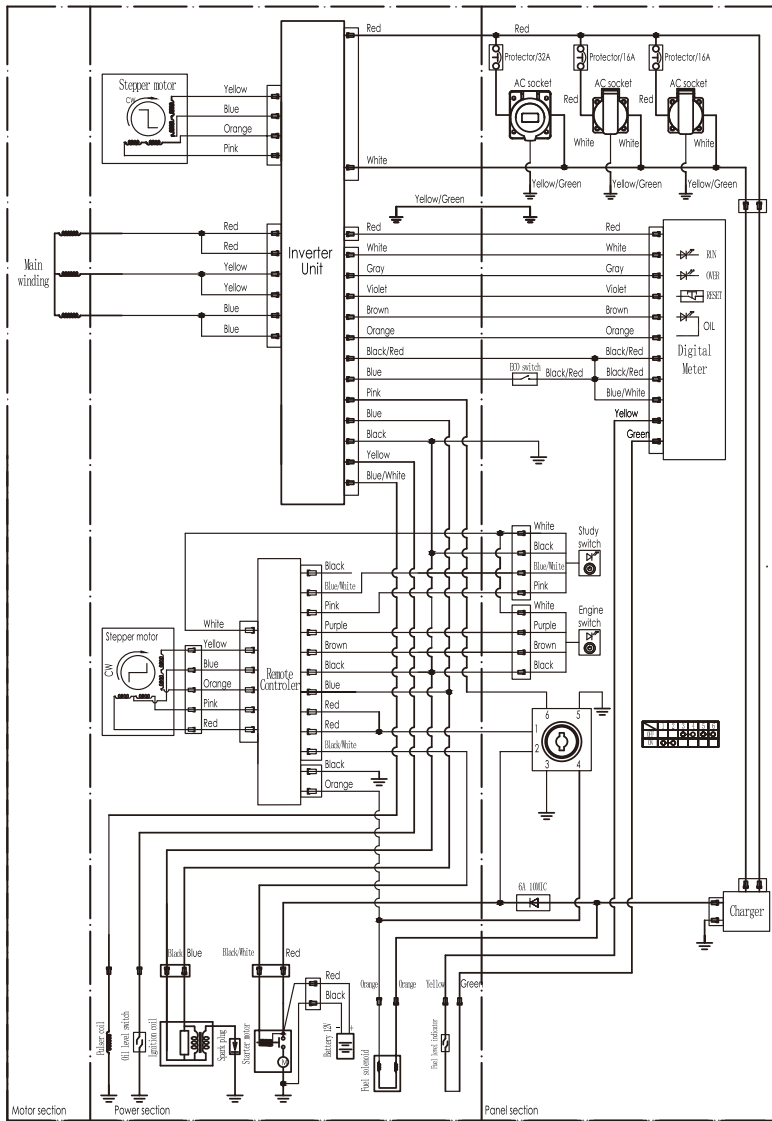 Red
Red
Protector/32A
Protector/16A
Protector/16A
AC socket
AC socket
AC socket
Red
Red
White
White
White
White
Yellow/Green
Yellow/Green
Yellow/Green
Yellow/Green
Stepper motor
CW
Yellow
Blue
Orange
Pink
Main
winding
Red
Red
Yellow
Yellow
Blue
Blue
Inverter
Unit
Red
White
Gray
Violet
Brown
Orange
Black/Red
Blue
Pink
Blue
Black
Yellow
Blue/White
ECO switch
Black/Red
Red
White
Gray
Violet
Brown
Orange
Black/Red
Black/Red
Blue/White
Yellow
Green
RUN
OVER
RESET
OIL
Digital
Meter
Stepper motor
CW
White
Yellow
Blue
Orange
Pink
Red
Remote
Controler
Black
Blue/White
Pink
Purple
Brown
Black
Blue
Red
Red
Black/White
Black
Orange
White
Black
Blue/White
Pink
Study
switch
White
Purple
Brown
Black
Engine
switch
6
5
1
2
3
4
OFF
ON
6A 10MIC
Charger
Black
Blue
Black/White
Red
Red
Black
Orange
Orange
Yellow
Green
Pulser coil
Oil level switch
Ignition coil
Spark plug
Starter motor
M
Battery 12V
-
+
Fuel solenoid
Fuel level indicator
Motor section
Power section
Panel section